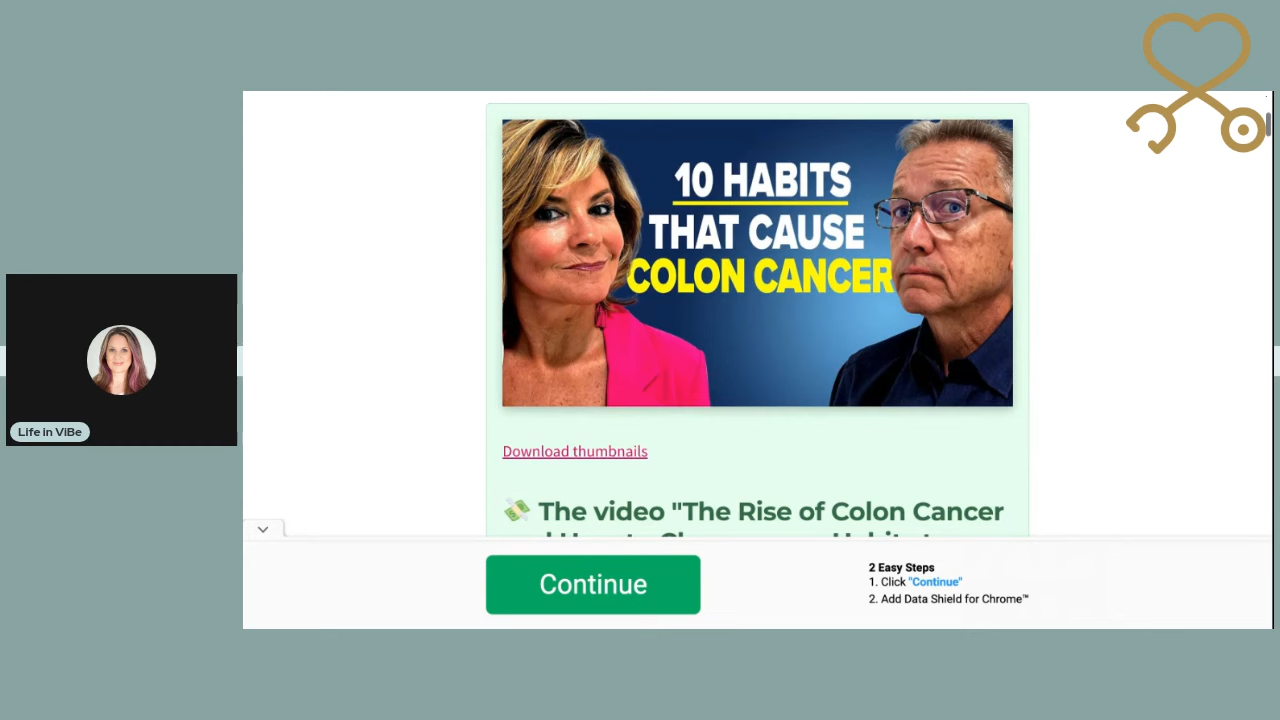 10 HABITS
THAT CAUSE
COLON CANCER
Life in ViBe
Download thumbnails
The video "The Rise of Colon Cancer
Continue
2 Easy Steps
1. Click "Continue"
2. Add Data Shield for Chrome™